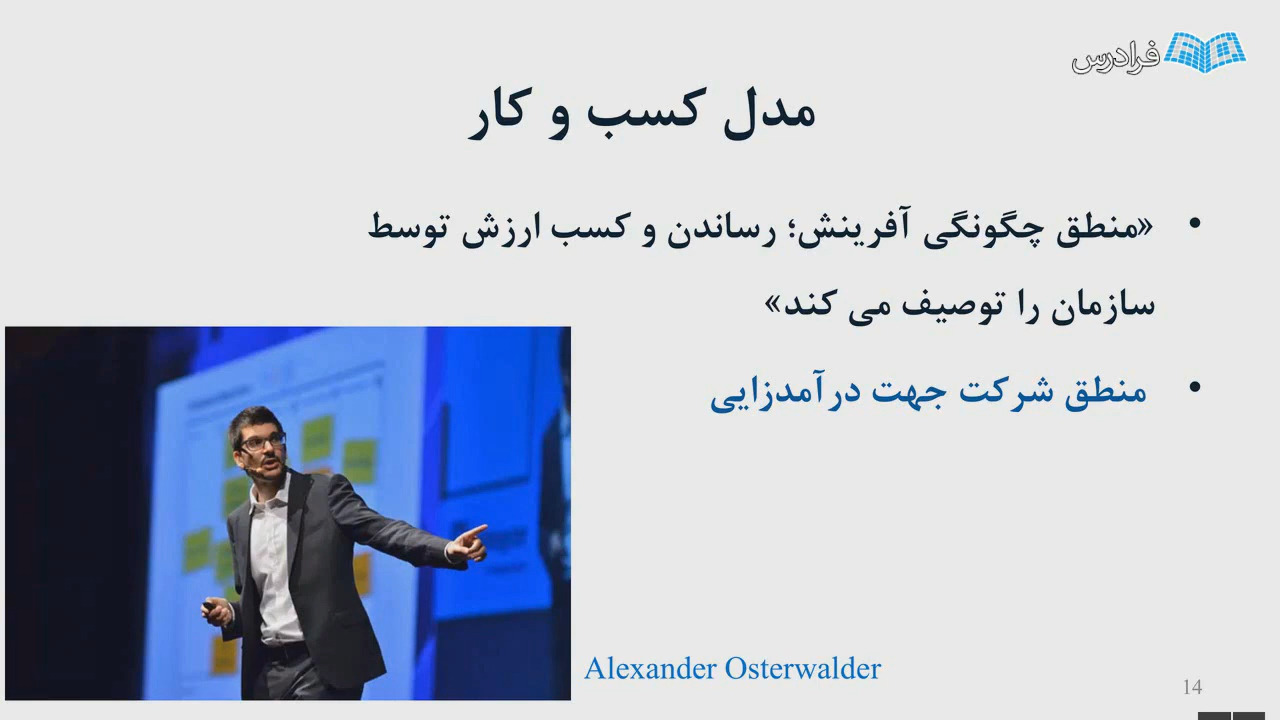 فرادرس
مدل کسب و کار
• «منطق چگونگی آفرینش؛ رساندن و کسب ارزش توسط
سازمان را توصیف می کند»
• منطق شرکت جهت درآمدزایی
Alexander Osterwalder
14